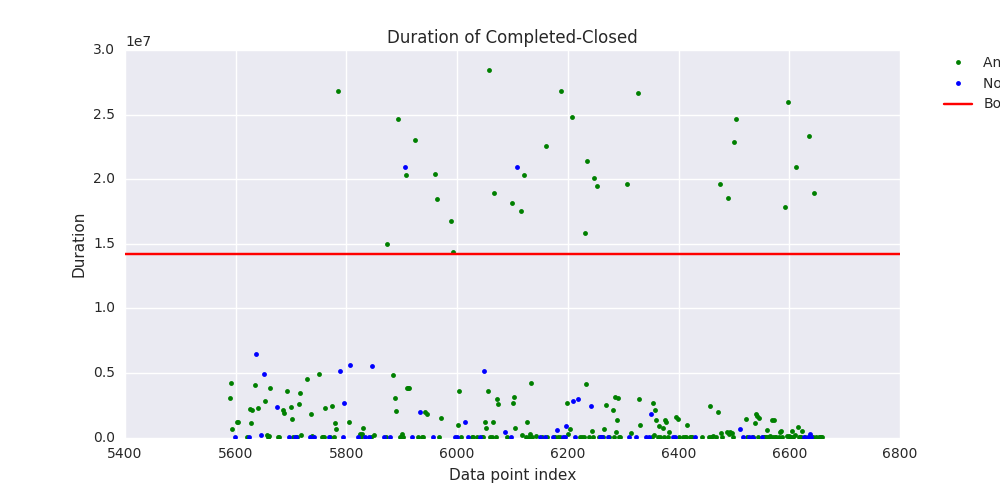 Duration of Completed-Closed
1e7
3.0
2.5
2.0
1.5
1.0
0.5
0.0
Duration
5400 5600 5800 6000 6200 6400 6600 6800
Data point index
An
No
Bo